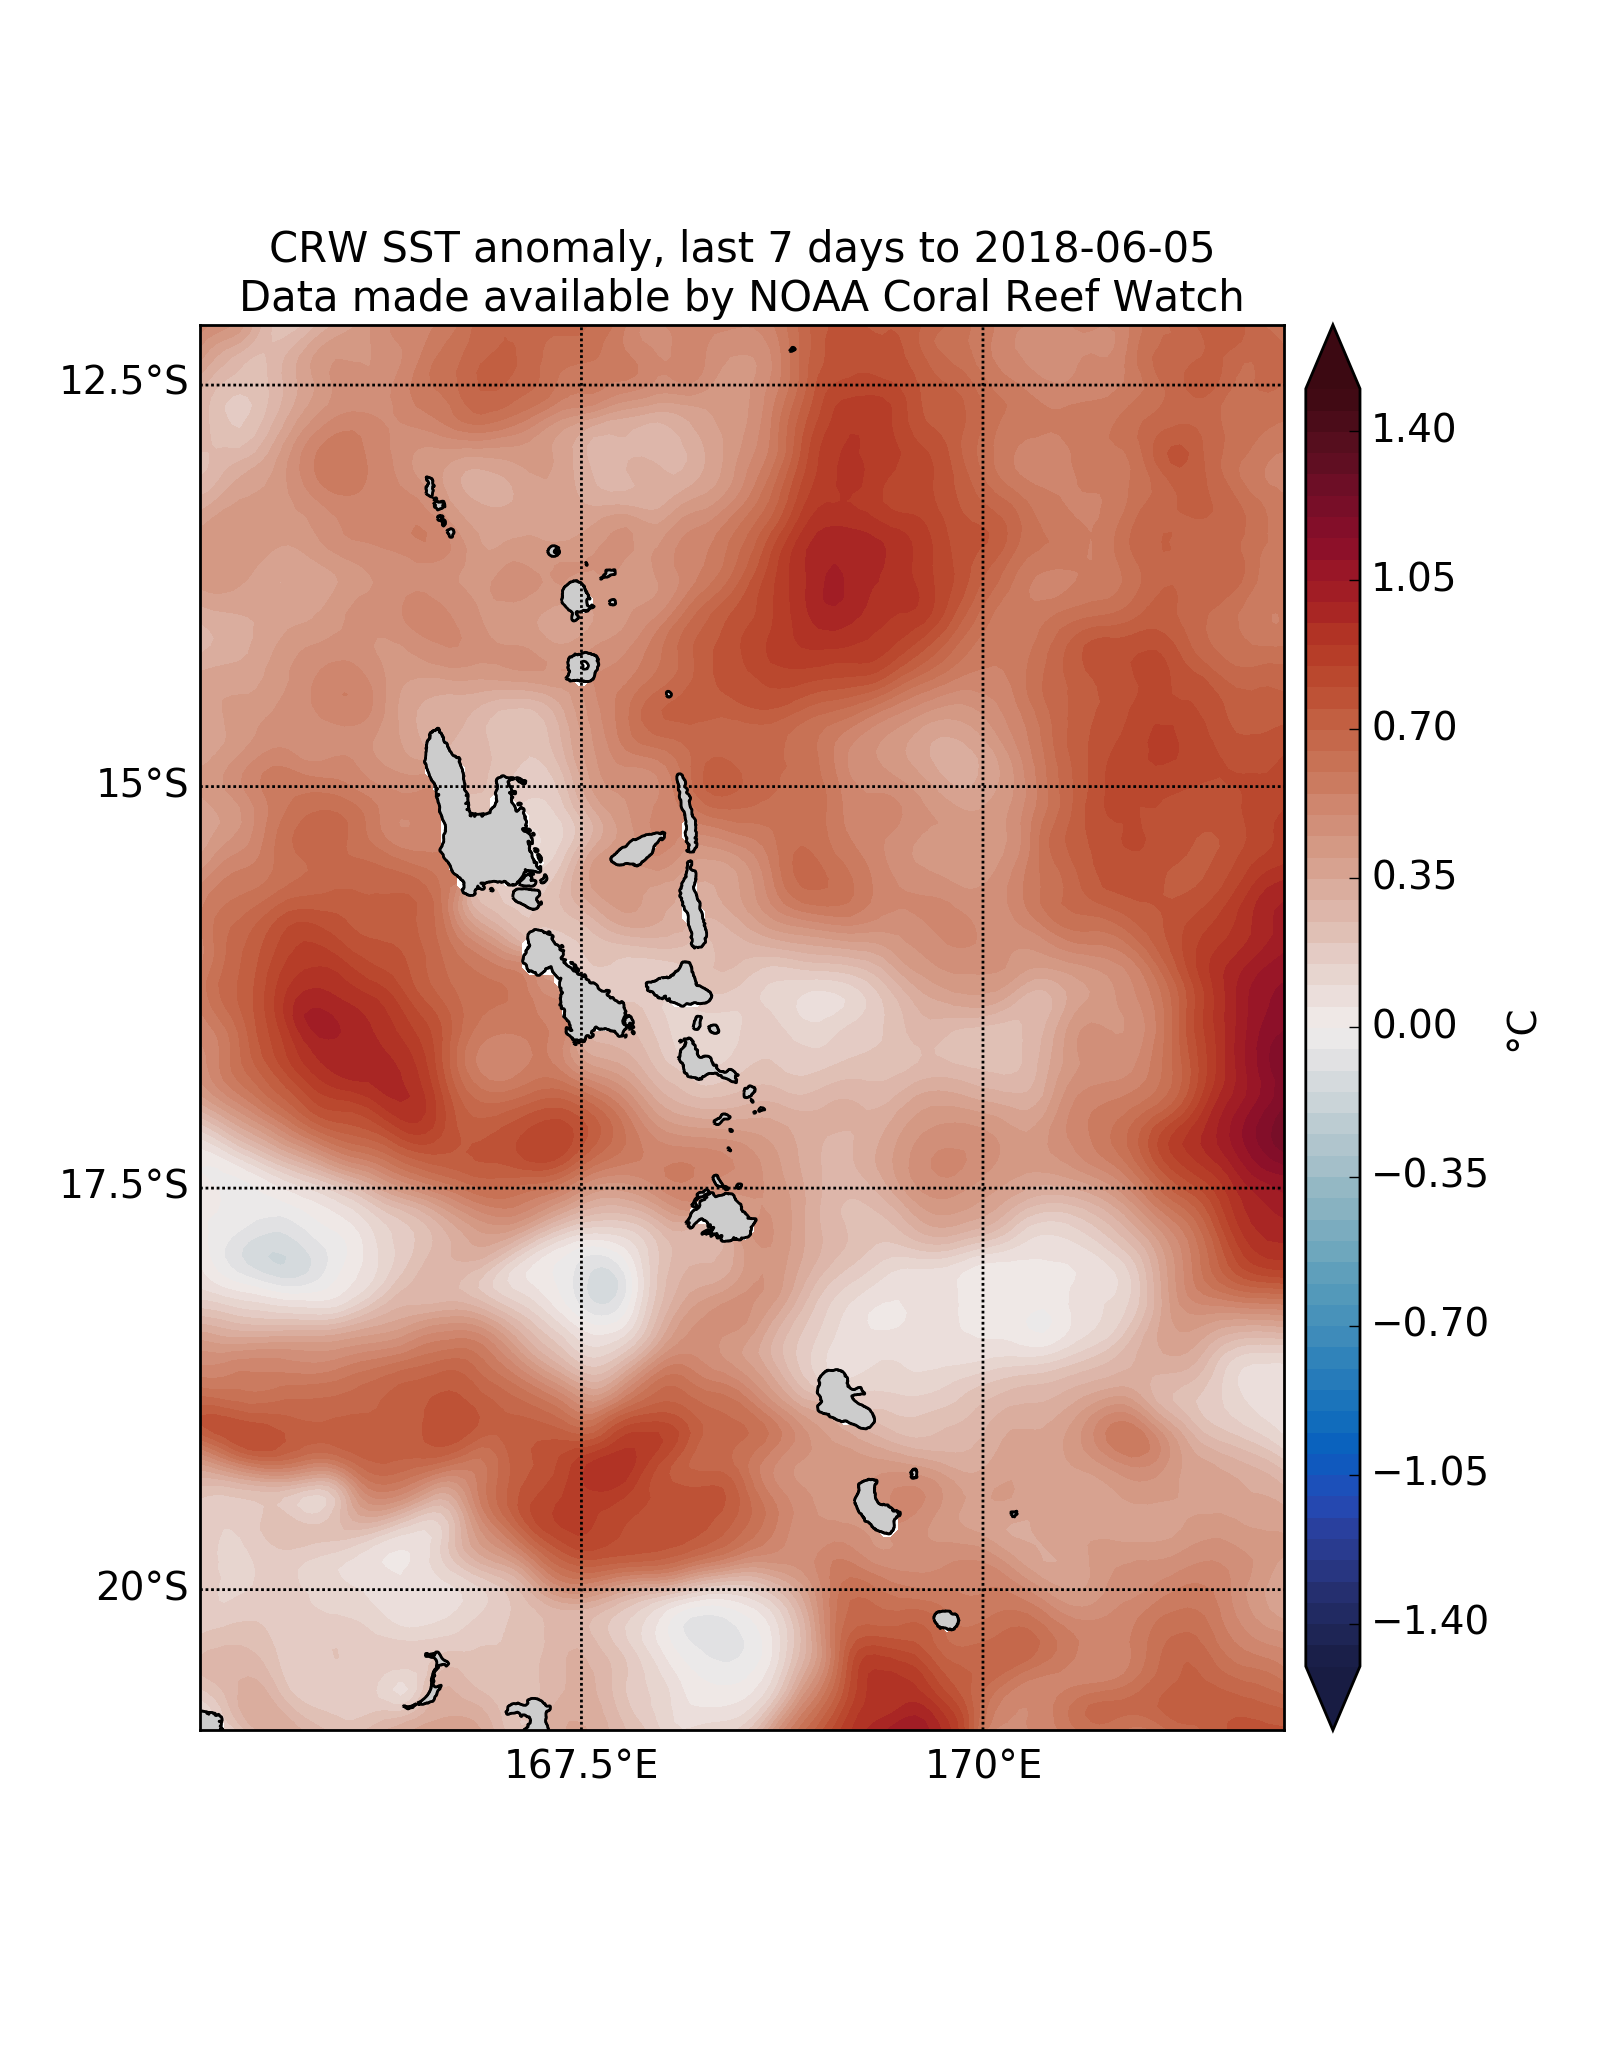 CRW SST anomaly, last 7 days to 2018-06-05
Data made available by NOAA Coral Reef Watch
12.5°S
15°S
17.5°S
20°S
167.5°E
170°E
1.40
1.05
0.70
0.35
0.00
−0.35
−0.70
−1.05
−1.40
°C